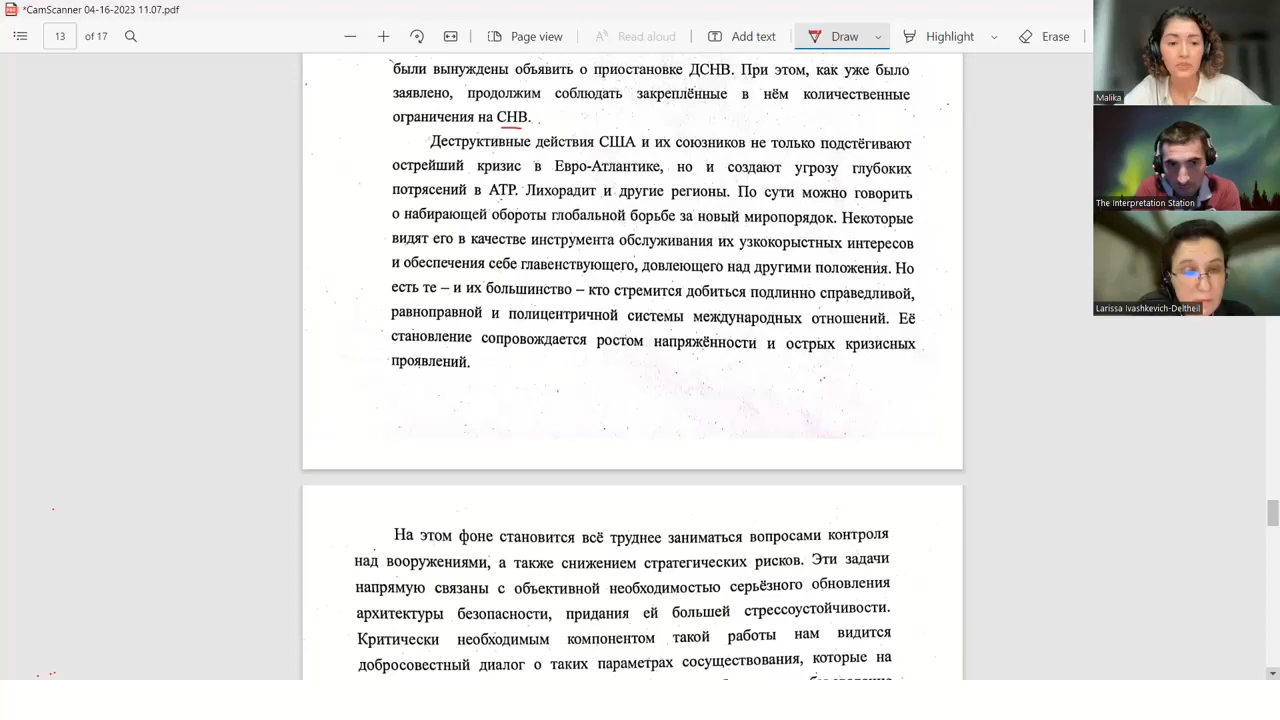 *CamScanner 04-16-2023 11.07.pdf
13 of 17 Page view Read aloud Add text Draw Highlight Erase
были вынуждены объявить о приостановке ДСНВ. При этом, как уже было
заявлено, продолжим соблюдать закреплённые в нём количественные
ограничения на СНВ.
Деструктивные действия США и их союзников не только подстёгивают
острейший кризис в Евро-Атлантике, но и создают угрозу глубоких
потрясений в АТР. Лихорадит и другие регионы. По сути можно говорить
о набирающей обороты глобальной борьбе за новый миропорядок. Некоторые
видят его в качестве инструмента обслуживания их узкокорыстных интересов
и обеспечения себе главенствующего, довлеющего над другими положения. Но
есть те – и их большинство – кто стремится добиться подлинно справедливой,
равноправной и полицентричной системы международных отношений. Её
становление сопровождается ростом напряжённости и острых кризисных
проявлений.
На этом фоне становится всё труднее заниматься вопросами контроля
над вооружениями, а также снижением стратегических рисков. Эти задачи
напрямую связаны с объективной необходимостью серьёзного обновления
архитектуры безопасности, придания ей большей стрессоустойчивости.
Критически необходимым компонентом такой работы нам видится
добросовестный диалог о таких параметрах сосуществования, которые на
Malika
The Interpretation Station
Larissa Ivashkevich-Deltheil